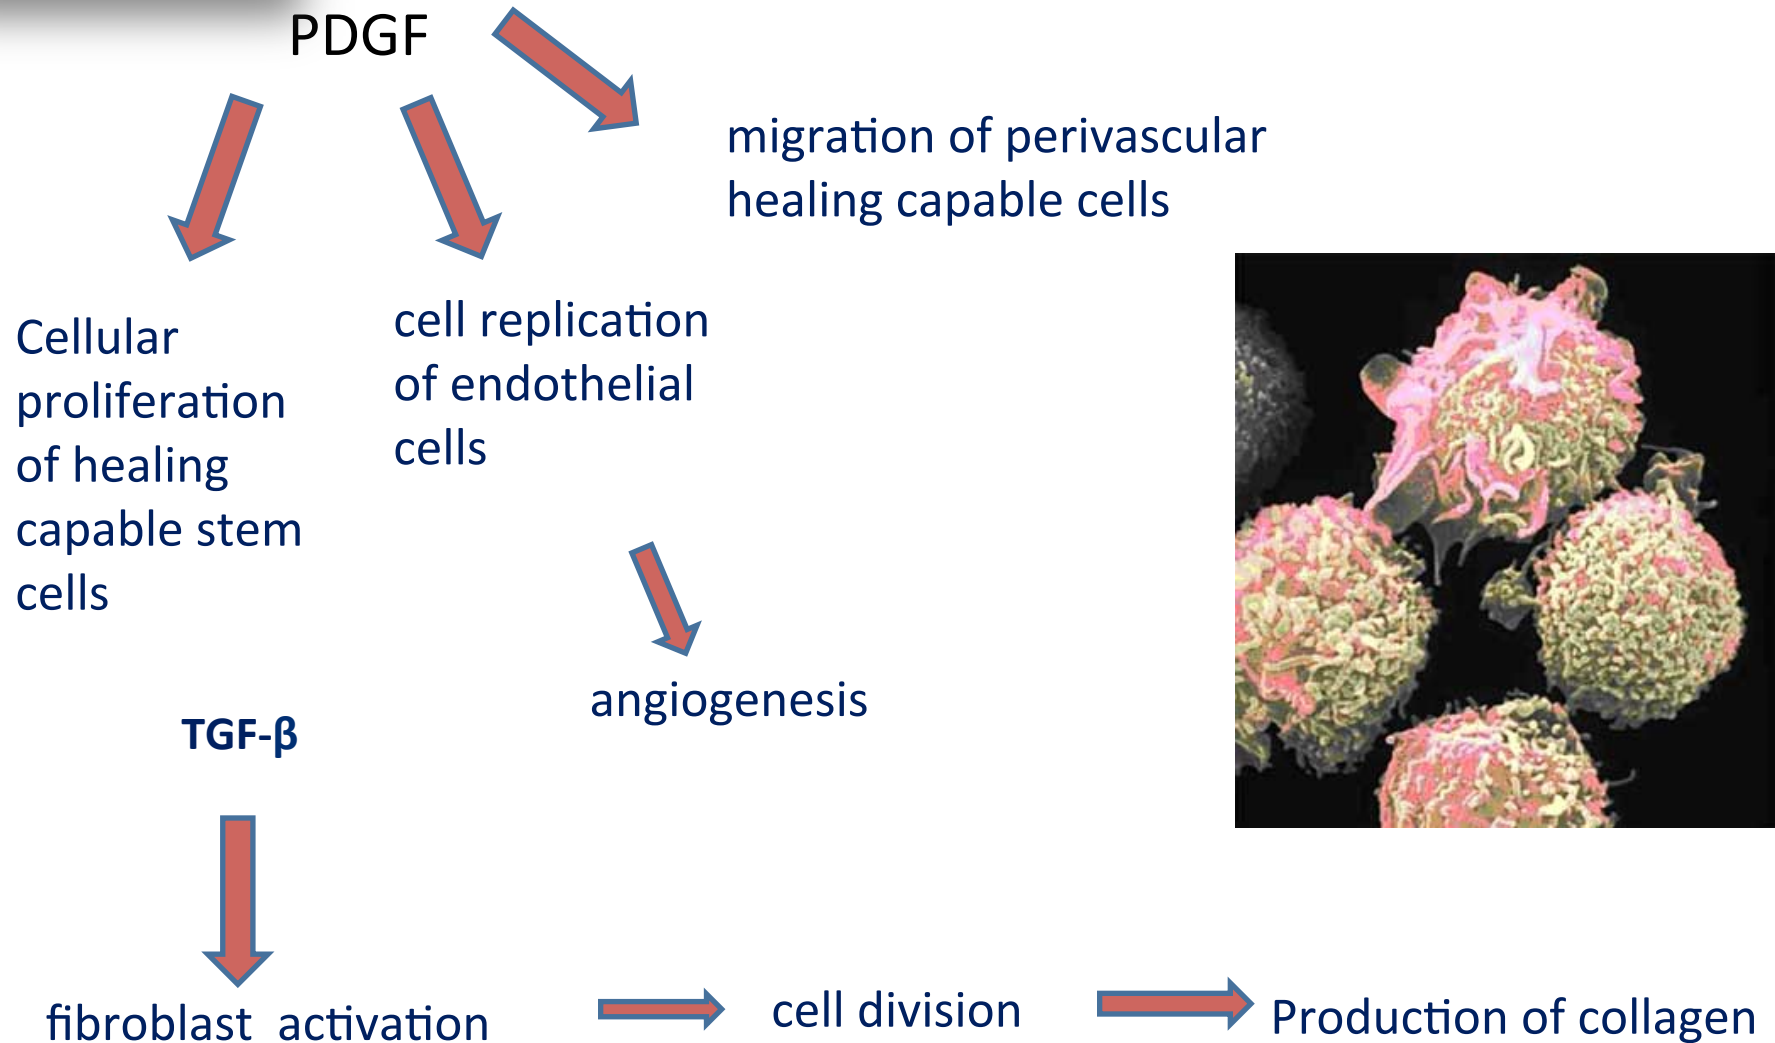 PDGF
migration of perivascular
healing capable cells
Cellular
proliferation
of healing
capable stem
cells
cell replication
of endothelial
cells
angiogenesis
TGF-β
fibroblast activation
cell division
Production of collagen